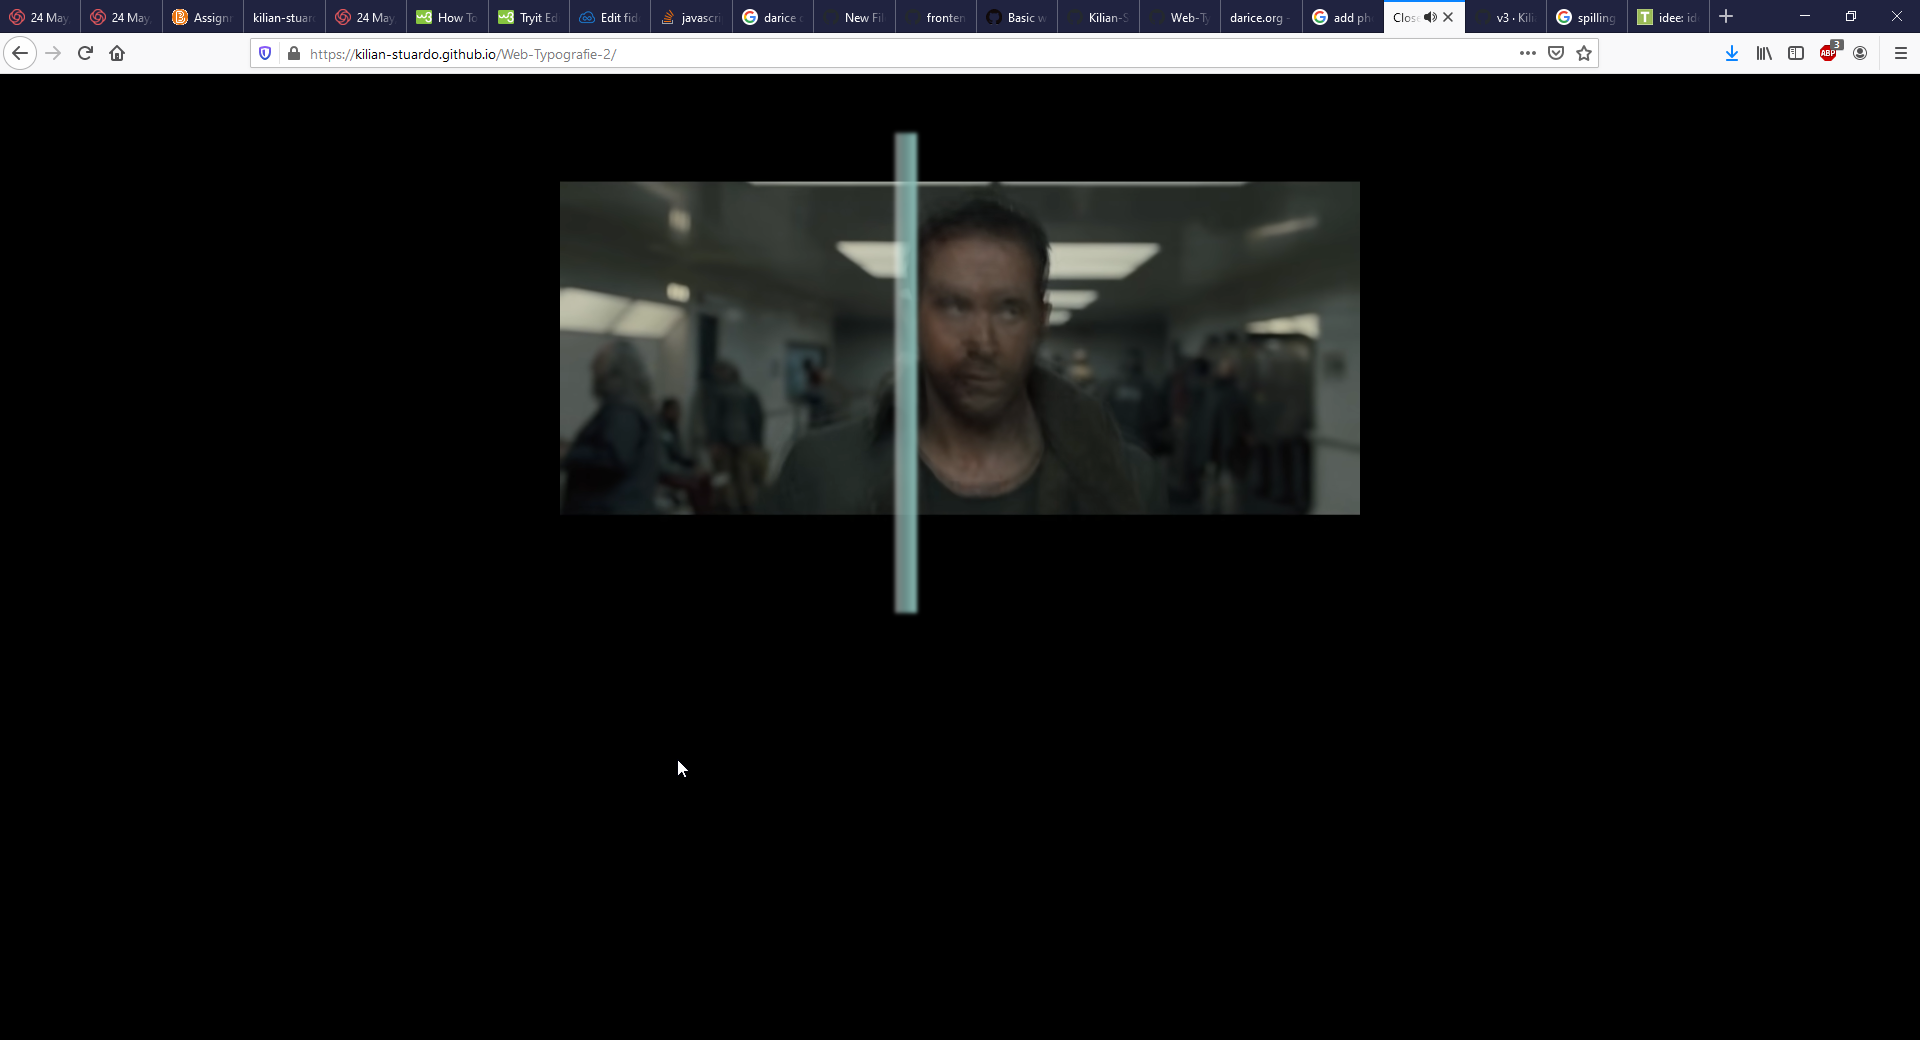 24 May, 24 May, Assignr kilian-stuar 24 May, How To Tryit Ed Edit fid javascri darice c New Fil fronten Basic w Kilian-S Web-Ty darice.org - add ph Clos v3 · Kili spilling idee: id
https://kilian-stuardo.github.io/Web-Typografie-2/
ABP 3